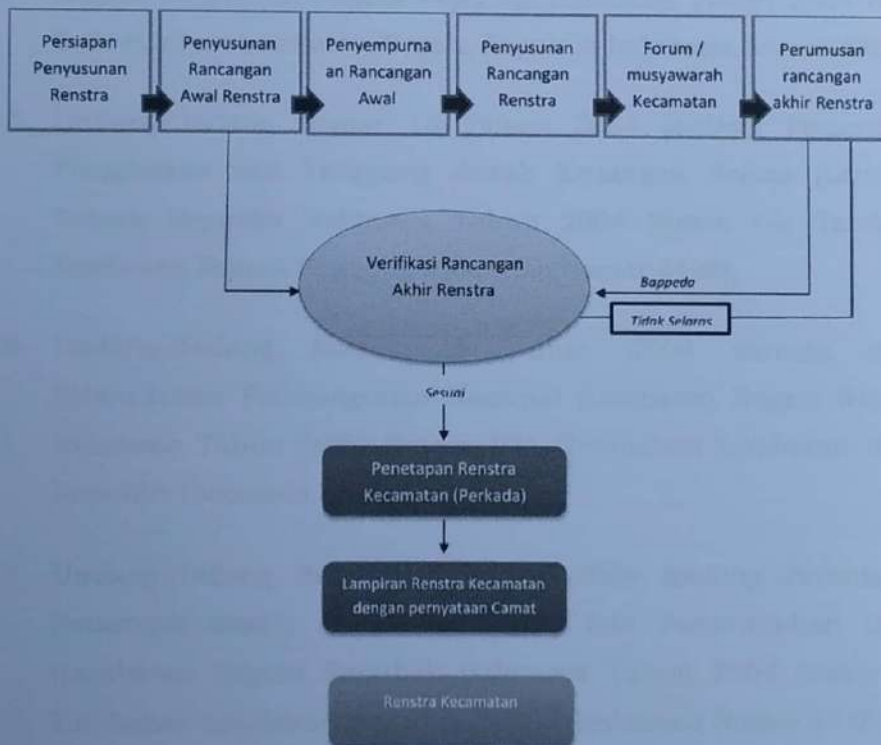 Persiapan
Penyusunan
Renstra
Penyusunan
Rancangan
Awal Renstra
Penyempurna
an Rancangan
Awal
Penyusunan
Rancangan
Renstra
Forum /
musyawarah
Kecamatan
Perumusan
rancangan
akhir Renstra
Verifikasi Rancangan
Akhir Renstra
Bappeda
Tidak Selaras
Sesuai
Penetapan Renstra
Kecamatan (Perkada)
Lampiran Renstra Kecamatan
dengan pernyataan Camat
Renstra Kecamatan